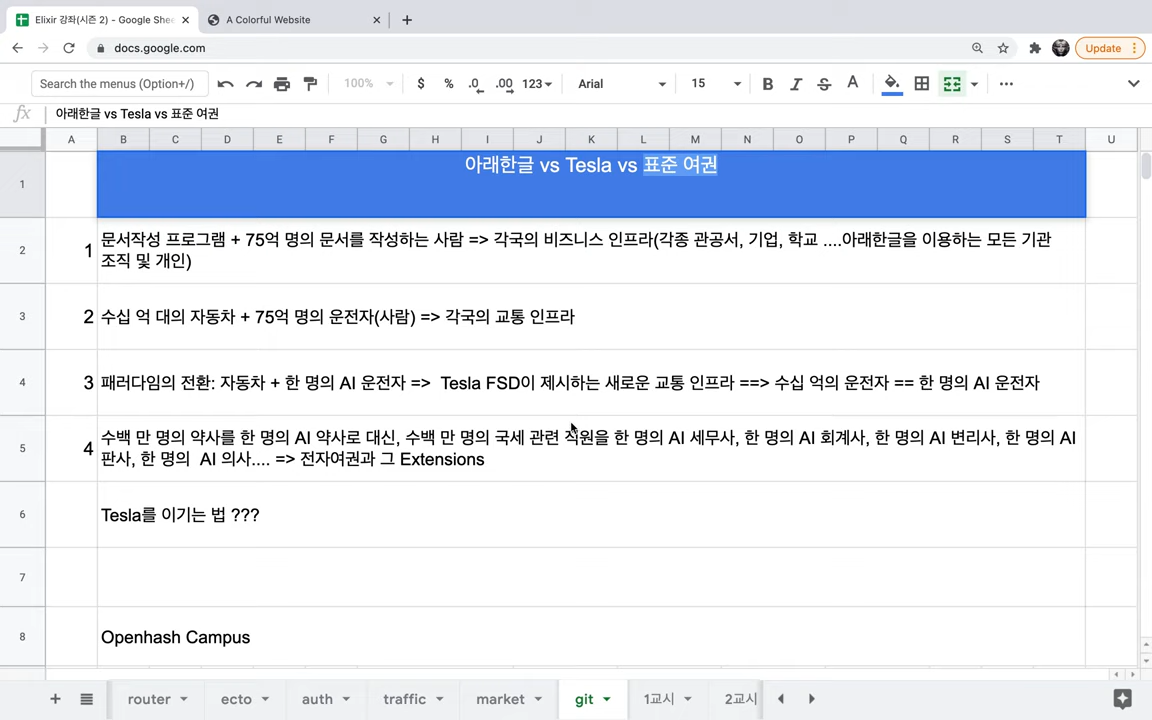 Elixir 강좌(시즌 2) - Google She
A Colorful Website
docs.google.com
Update
Search the menus (Option+/)
100%
$ % .0 .00 123
Arial
15
fx
아래한글 vs Tesla vs 표준 여권
A B C D E F G H I J K L M N O P Q R S T U
1
아래한글 vs Tesla vs 표준 여권
2
1
문서작성 프로그램 + 75억 명의 문서를 작성하는 사람 => 각국의 비즈니스 인프라(각종 관공서, 기업, 학교 ....아래한글을 이용하는 모든 기관
조직 및 개인)
3
2 수십 억 대의 자동차 + 75억 명의 운전자(사람) => 각국의 교통 인프라
4
3 패러다임의 전환: 자동차 + 한 명의 AI 운전자 => Tesla FSD이 제시하는 새로운 교통 인프라 ==> 수십 억의 운전자 == 한 명의 AI 운전자
5
4
수백 만 명의 약사를 한 명의 AI 약사로 대신, 수백 만 명의 국세 관련 직원을 한 명의 AI 세무사, 한 명의 AI 회계사, 한 명의 AI 변리사, 한 명의 AI
판사, 한 명의 AI 의사.... => 전자여권과 그 Extensions
6
Tesla를 이기는 법 ???
7
8
Openhash Campus
router ecto auth traffic market git 1교시 2교시